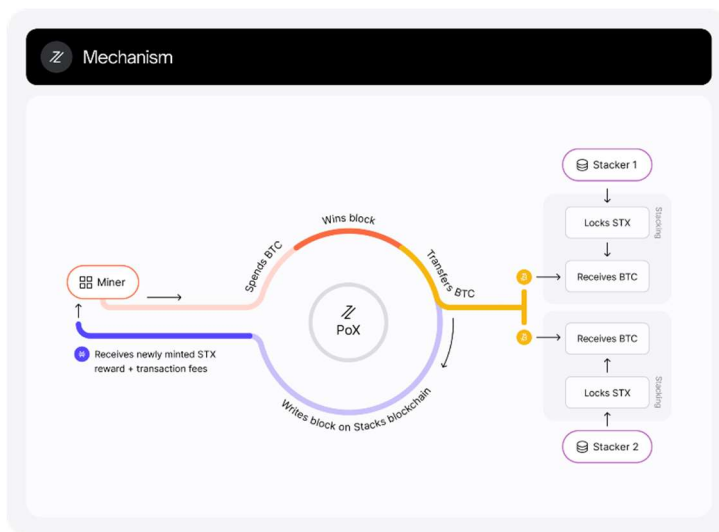 Mechanism
Stacker 1
Locks STX
Stacking
Receives BTC
Wins block
Spends BTC
Transfers BTC
Miner
PoX
Receives newly minted STX
reward + transaction fees
Writes block on Stacks blockchain
Receives BTC
Locks STX
Stacking
Stacker 2